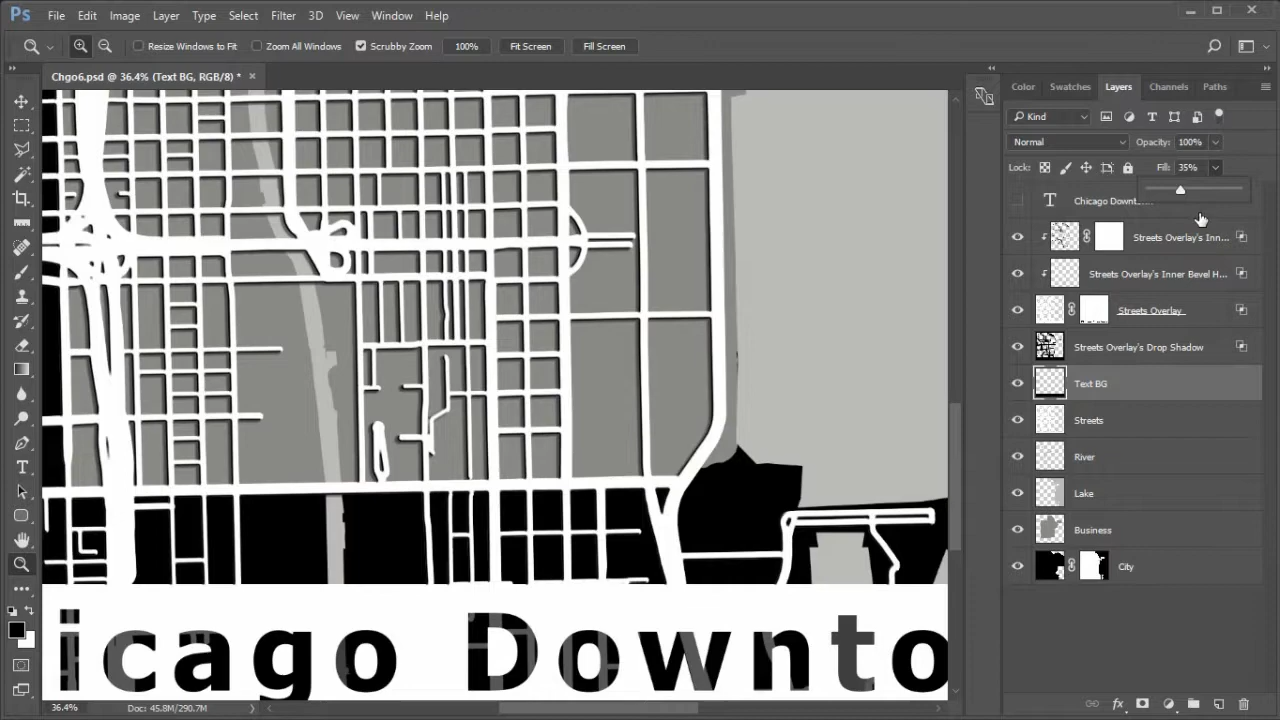 Ps File Edit Image Layer Type Select Filter 3D View Window Help
Resize Windows to Fit Zoom All Windows Scrubby Zoom 100% Fit Screen Fill Screen
Chgo6.psd @ 36.4% (Text BG, RGB/8) *
Color Swatches Layers Channels Paths
Kind
Normal Opacity: 100%
Lock: Fill: 35%
Chicago Downtown
Streets Overlay's Inn...
Streets Overlay's Inner Bevel H...
Streets Overlay
Streets Overlay's Drop Shadow
Text BG
Streets
River
Lake
Business
City
icago Downto
36.4% Doc: 45.8M/290.7M